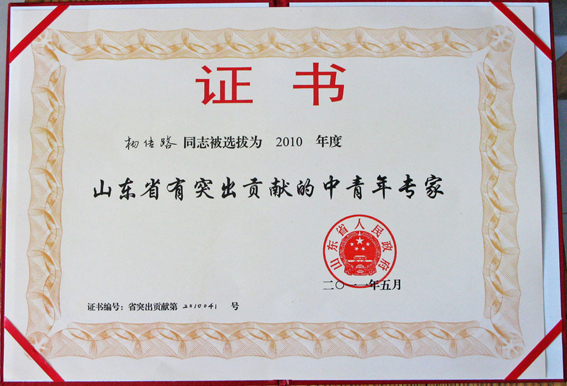 证书
杨传路 同志被选拔为 2010 年度
山东省有突出贡献的中青年专家
山东省人民政府
二〇一一年五月
证书编号：省突出贡献第 2010041 号